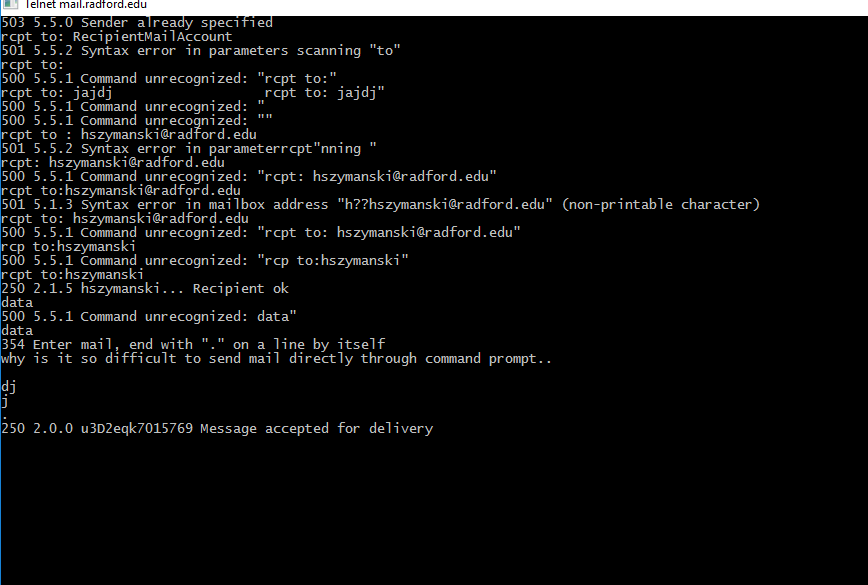 Telnet mail.radford.edu
503 5.5.0 Sender already specified
rcpt to: RecipientMailAccount
501 5.5.2 Syntax error in parameters scanning "to"
rcpt to:
500 5.5.1 Command unrecognized: "rcpt to:"
rcpt to: jajdj                   rcpt to: jajdj"
500 5.5.1 Command unrecognized: "
500 5.5.1 Command unrecognized: ""
rcpt to : hszymanski@radford.edu
501 5.5.2 Syntax error in parameterrcpt"nning "
rcpt: hszymanski@radford.edu
500 5.5.1 Command unrecognized: "rcpt: hszymanski@radford.edu"
rcpt to:hszymanski@radford.edu
501 5.1.3 Syntax error in mailbox address "h??hszymanski@radford.edu" (non-printable character)
rcpt to: hszymanski@radford.edu
500 5.5.1 Command unrecognized: "rcpt to: hszymanski@radford.edu"
rcp to:hszymanski
500 5.5.1 Command unrecognized: "rcp to:hszymanski"
rcpt to:hszymanski
250 2.1.5 hszymanski... Recipient ok
data
500 5.5.1 Command unrecognized: data"
data
354 Enter mail, end with "." on a line by itself
why is it so difficult to send mail directly through command prompt..
dj
j
.
250 2.0.0 u3D2eqk7015769 Message accepted for delivery